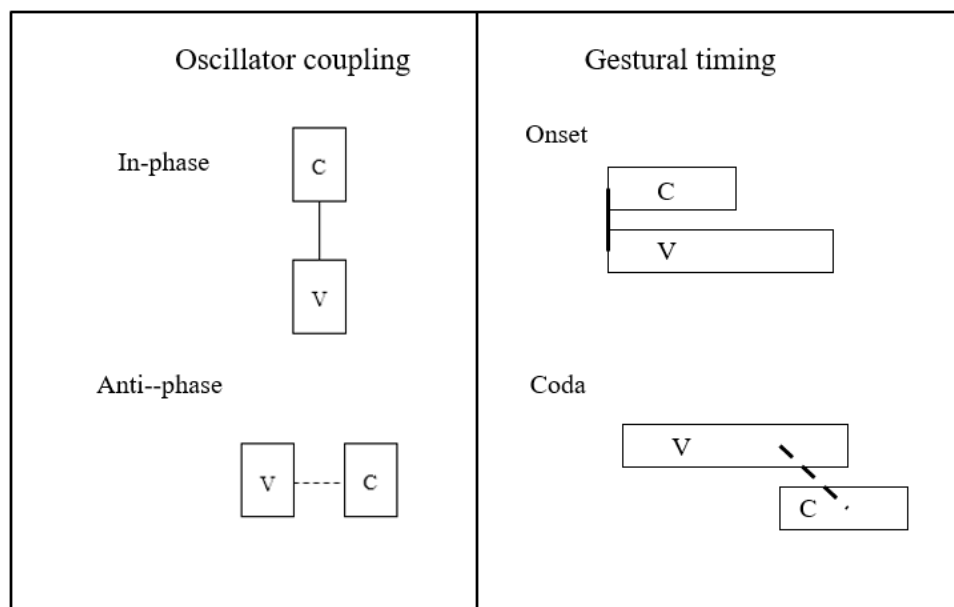 Oscillator coupling
In-phase
C
V
Anti--phase
V
C
Gestural timing
Onset
C
V
Coda
V
C